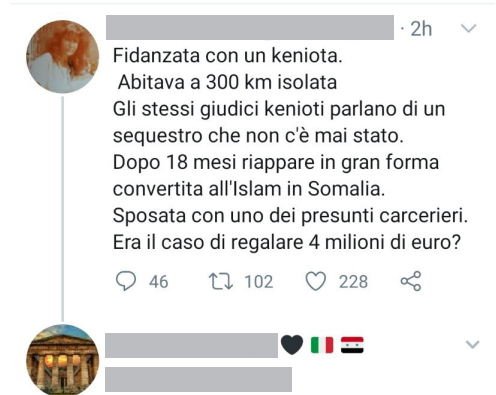 · 2h
Fidanzata con un keniota.
Abitava a 300 km isolata
Gli stessi giudici kenioti parlano di un
sequestro che non c'è mai stato.
Dopo 18 mesi riappare in gran forma
convertita all'Islam in Somalia.
Sposata con uno dei presunti carcerieri.
Era il caso di regalare 4 milioni di euro?
46 102 228